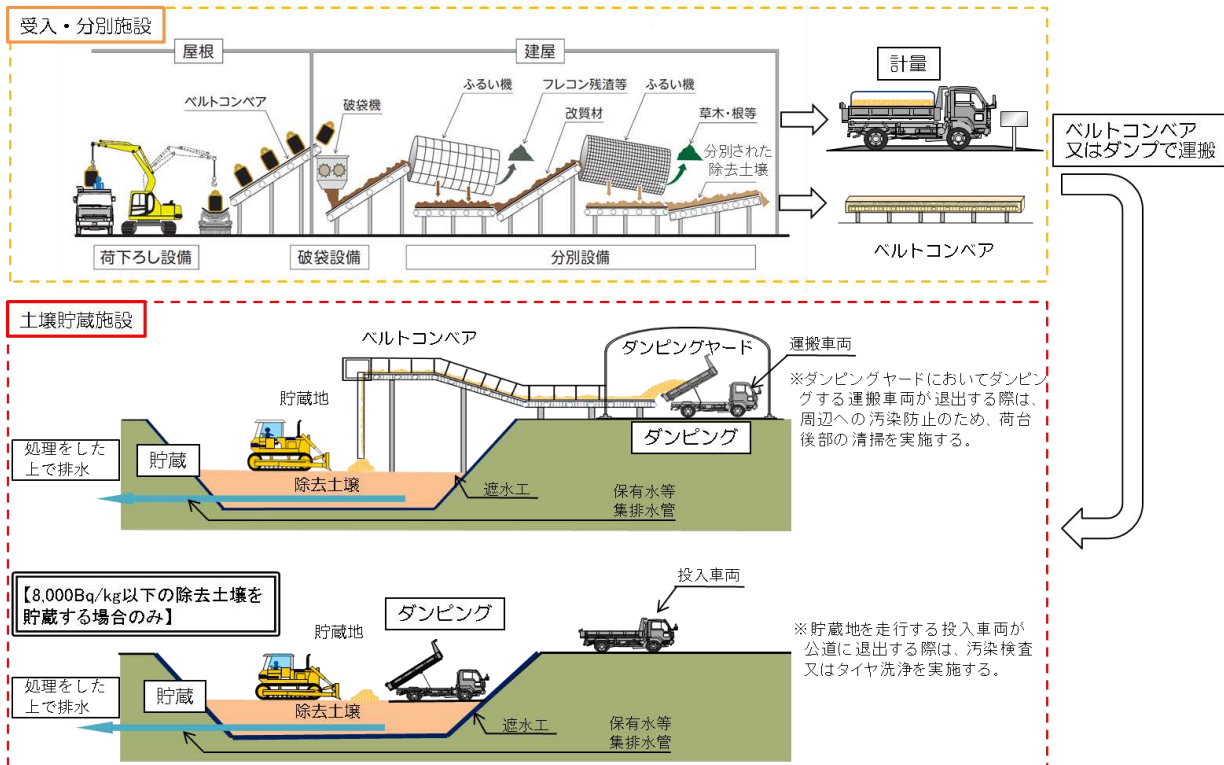 受入・分別施設
屋根
建屋
ベルトコンベア
破袋機
ふるい機
フレコン残渣等
改質材
ふるい機
草木・根等
分別された
除去土壌
荷下ろし設備
破袋設備
分別設備
計量
ベルトコンベア
ベルトコンベア
又はダンプで運搬
土壌貯蔵施設
ベルトコンベア
ダンピングヤード
運搬車両
※ダンピングヤードにおいてダンピン
グする運搬車両が退出する際は、
周辺への汚染防止のため、荷台
後部の清掃を実施する。
貯蔵地
ダンピング
処理をした
上で排水
貯蔵
除去土壌
遮水工
保有水等
集排水管
【8,000Bq/kg以下の除去土壌を
貯蔵する場合のみ】
貯蔵地
ダンピング
投入車両
※貯蔵地を走行する投入車両が
公道に退出する際は、汚染検査
又はタイヤ洗浄を実施する。
処理をした
上で排水
貯蔵
除去土壌
遮水工
保有水等
集排水管